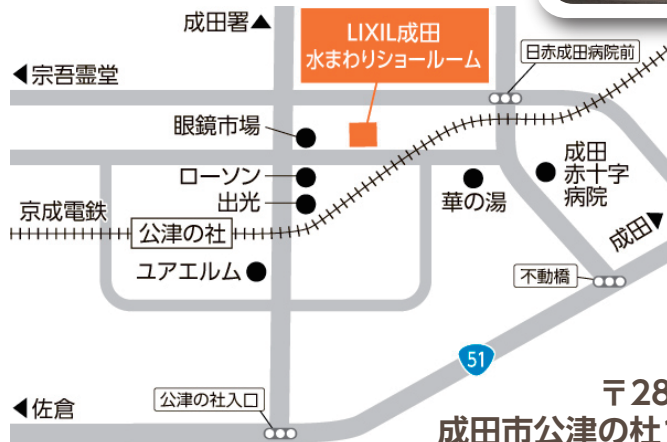 成田署▲
LIXIL成田
水まわりショールーム
日赤成田病院前
◀宗吾霊堂
眼鏡市場
ローソン
出光
華の湯
成田
赤十字
病院
京成電鉄
公津の杜
成田▶
ユアエルム
不動橋
51
公津の杜入口
◀佐倉
〒28
成田市公津の杜